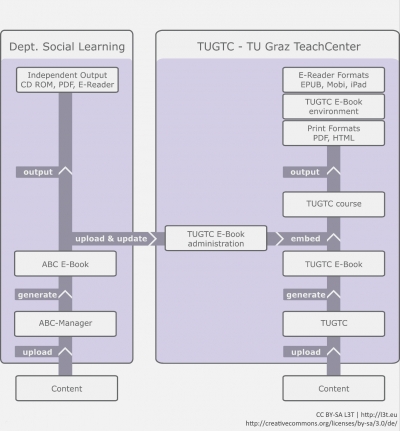 Dept. Social Learning
Independent Output
CD ROM, PDF, E-Reader
output
upload & update
ABC E-Book
generate
ABC-Manager
upload
Content
TUGTC - TU Graz TeachCenter
E-Reader Formats
EPUB, Mobi, iPad
TUGTC E-Book
environment
Print Formats
PDF, HTML
output
TUGTC course
TUGTC E-Book
administration
embed
TUGTC E-Book
generate
TUGTC
upload
Content
CC BY-SA L3T | http://l3t.eu
http://creativecommons.org/licenses/by-sa/3.0/de/